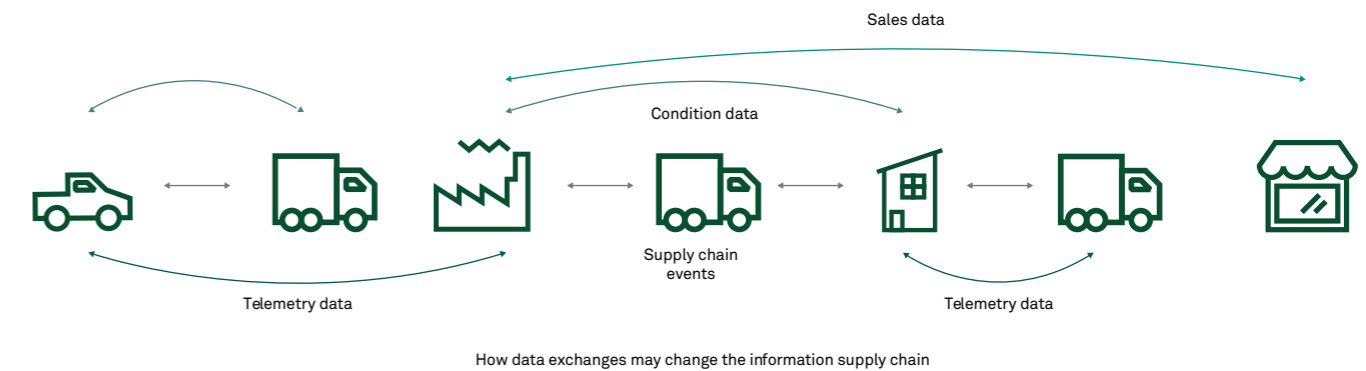 Sales data
Condition data
Supply chain
events
Telemetry data
Telemetry data
How data exchanges may change the information supply chain